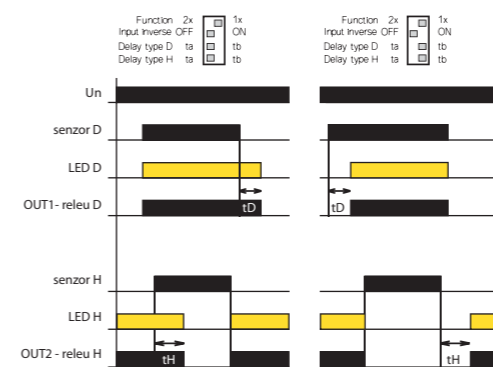 Function 2x 1x
Input Inverse OFF ON
Delay type D ta tb
Delay type H ta tb
Function 2x 1x
Input Inverse OFF ON
Delay type D ta tb
Delay type H ta tb
Un
senzor D
LED D
OUT1- releu D
tD
tD
senzor H
LED H
OUT2 - releu H
tH
tH